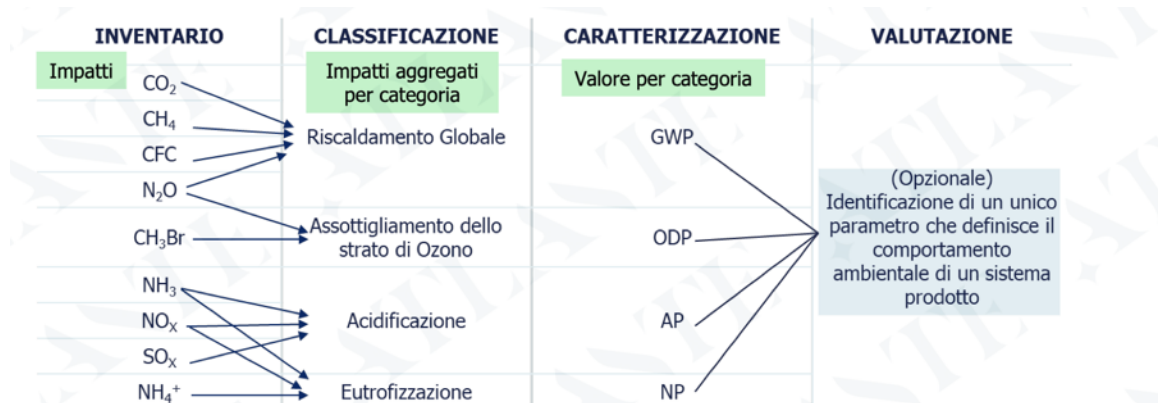 INVENTARIO CLASSIFICAZIONE CARATTERIZZAZIONE VALUTAZIONE
Impatti
Impatti aggregati
per categoria
Valore per categoria
CO₂
CH₄
CFC
N₂O
CH₃Br
NH₃
NOₓ
SOₓ
NH₄⁺
Riscaldamento Globale
Assottigliamento dello
strato di Ozono
Acidificazione
Eutrofizzazione
GWP
ODP
AP
NP
(Opzionale)
Identificazione di un unico
parametro che definisce il
comportamento
ambientale di un sistema
prodotto